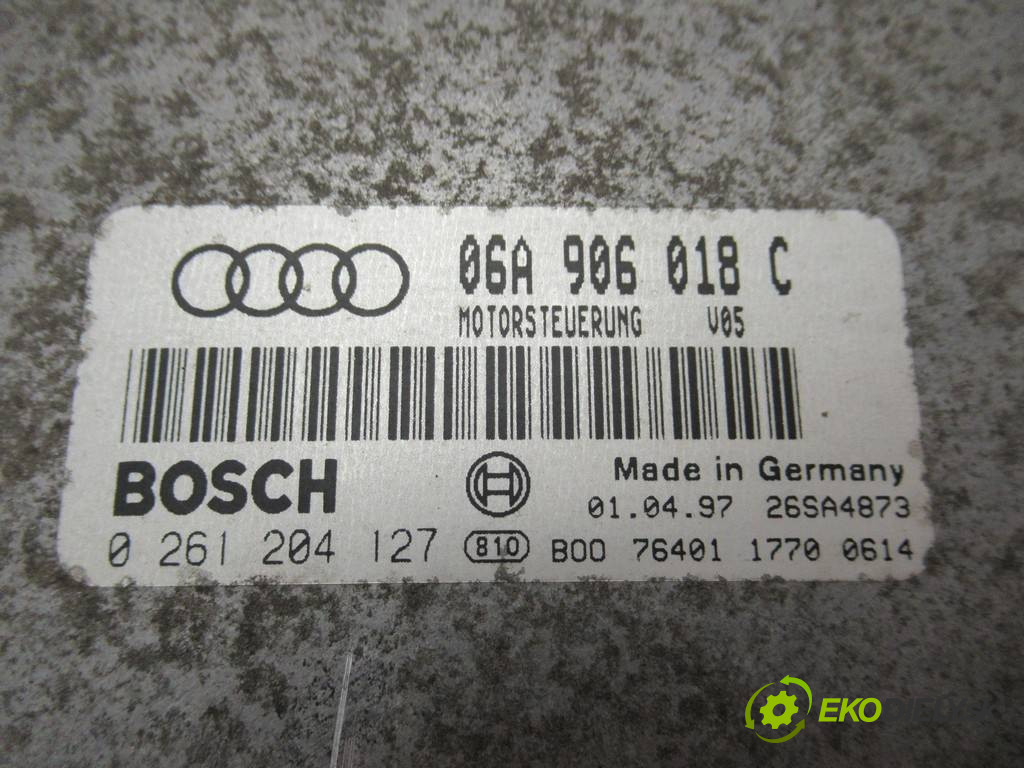 06A 906 018 C
MOTORSTEUERUNG V05
BOSCH
Made in Germany
01.04.97 26SA4873
0 261 204 127 810 B00 76401 1770 0614
EKO